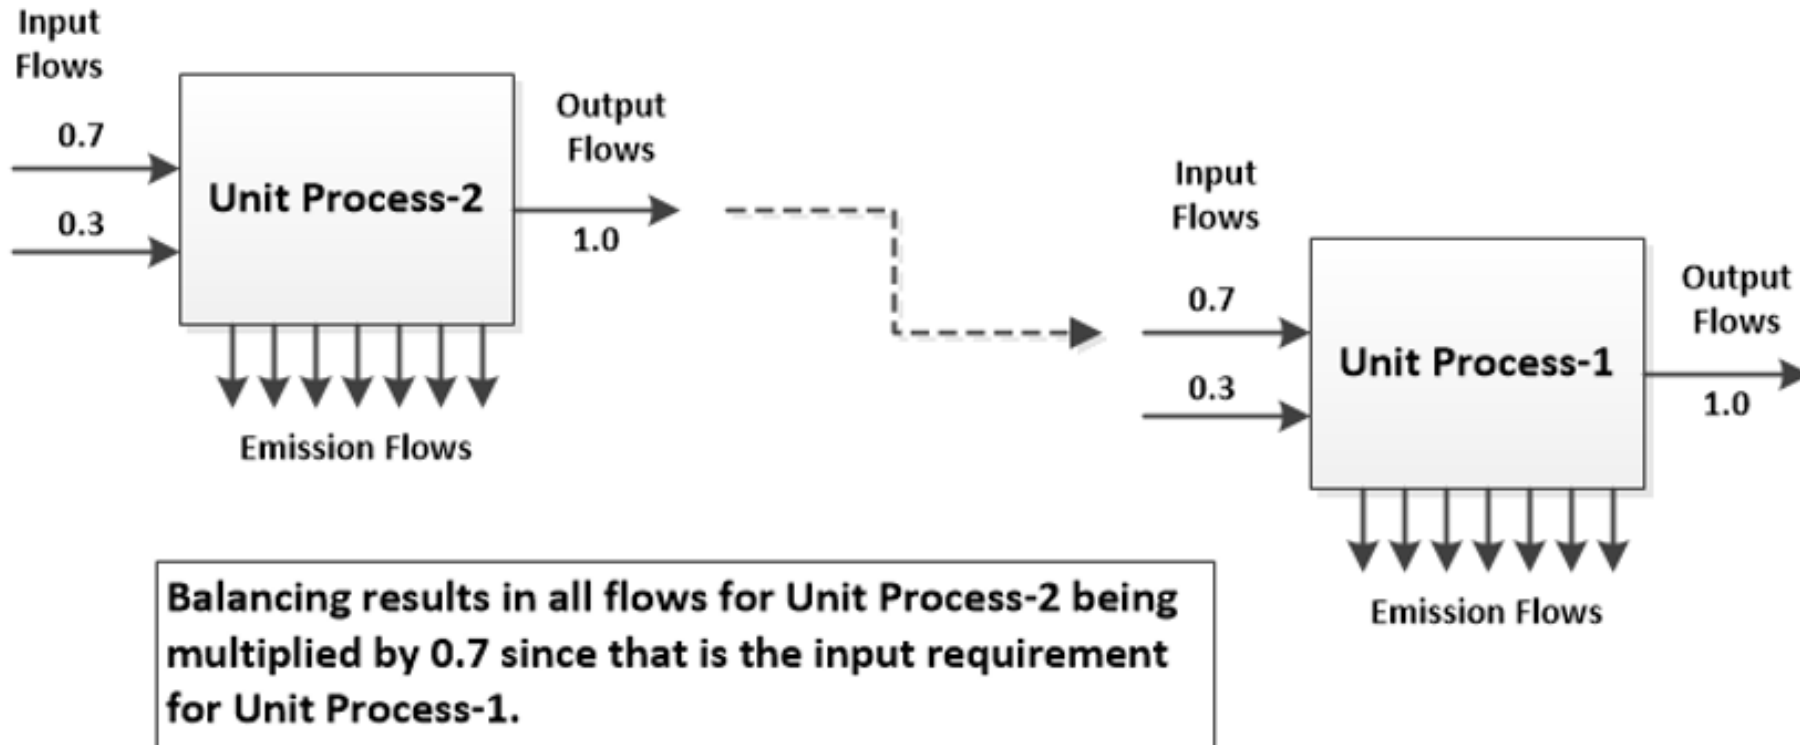 Input
Flows
0.7
0.3
Unit Process-2
Output
Flows
1.0
Emission Flows
Input
Flows
0.7
0.3
Unit Process-1
Output
Flows
1.0
Emission Flows
Balancing results in all flows for Unit Process-2 being
multiplied by 0.7 since that is the input requirement
for Unit Process-1.